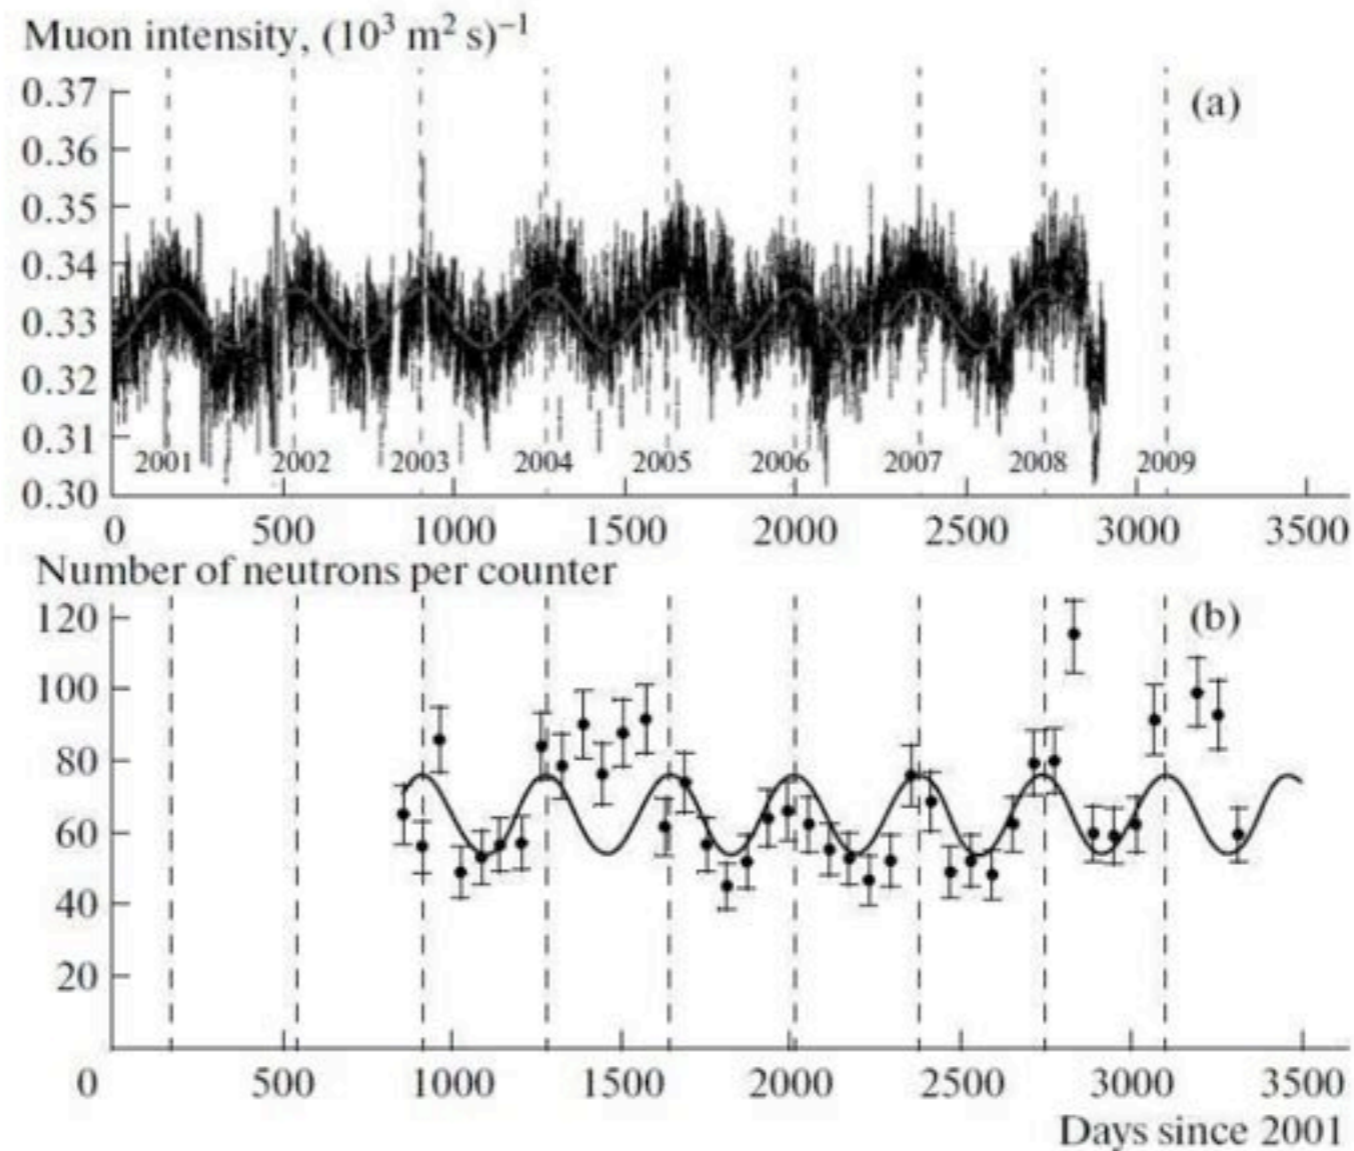 Muon intensity, (10³ m² s)⁻¹
0.37
(a)
0.36
0.35
0.34
0.33
0.32
0.31
2001 2002 2003 2004 2005 2006 2007 2008 2009
0.30
0 500 1000 1500 2000 2500 3000 3500
Number of neutrons per counter
120
(b)
100
80
60
40
20
0 500 1000 1500 2000 2500 3000 3500
Days since 2001